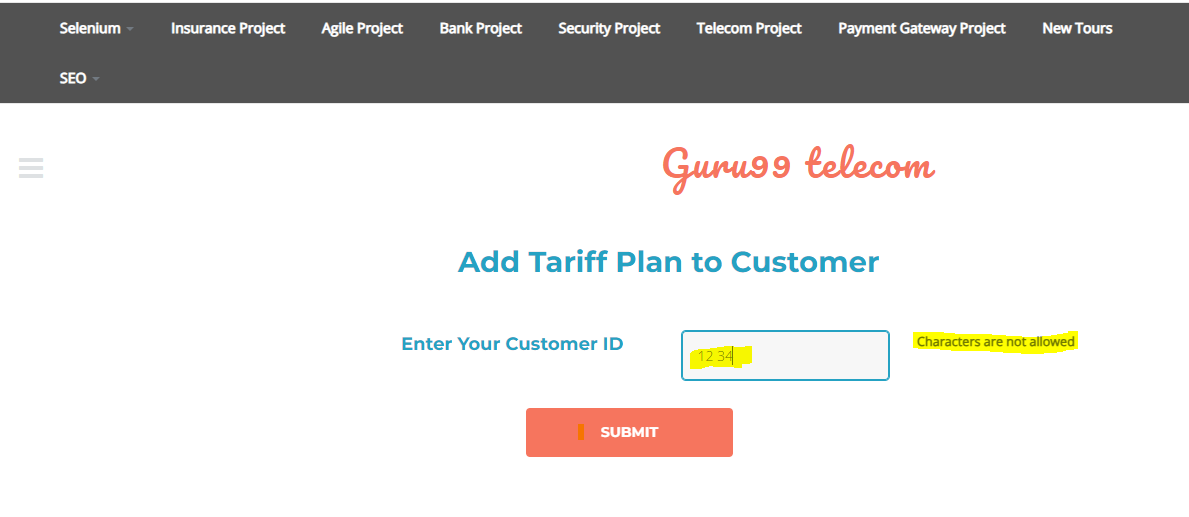 Selenium Insurance Project Agile Project Bank Project Security Project Telecom Project Payment Gateway Project New Tours
SEO
Guru99 telecom
Add Tariff Plan to Customer
Enter Your Customer ID 12 34 Characters are not allowed
SUBMIT